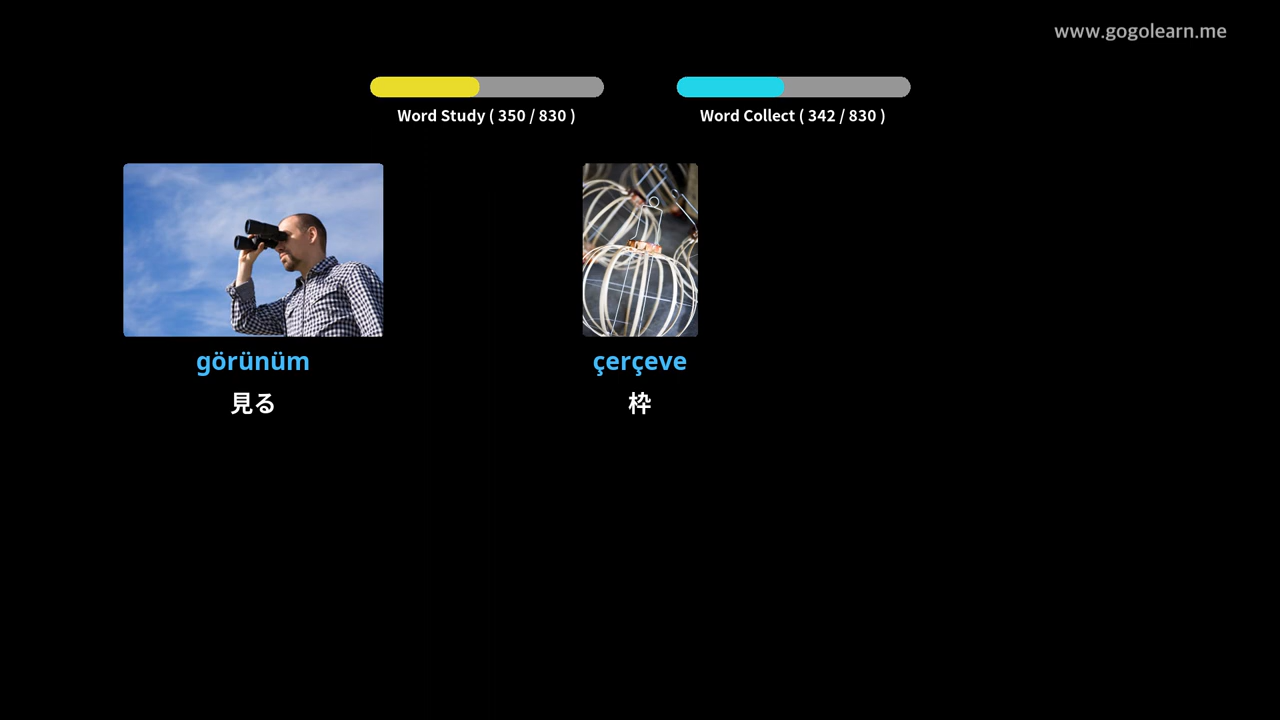 www.gogolearn.me
Word Study ( 350 / 830 )
Word Collect ( 342 / 830 )
görünüm
見る
çerçeve
枠